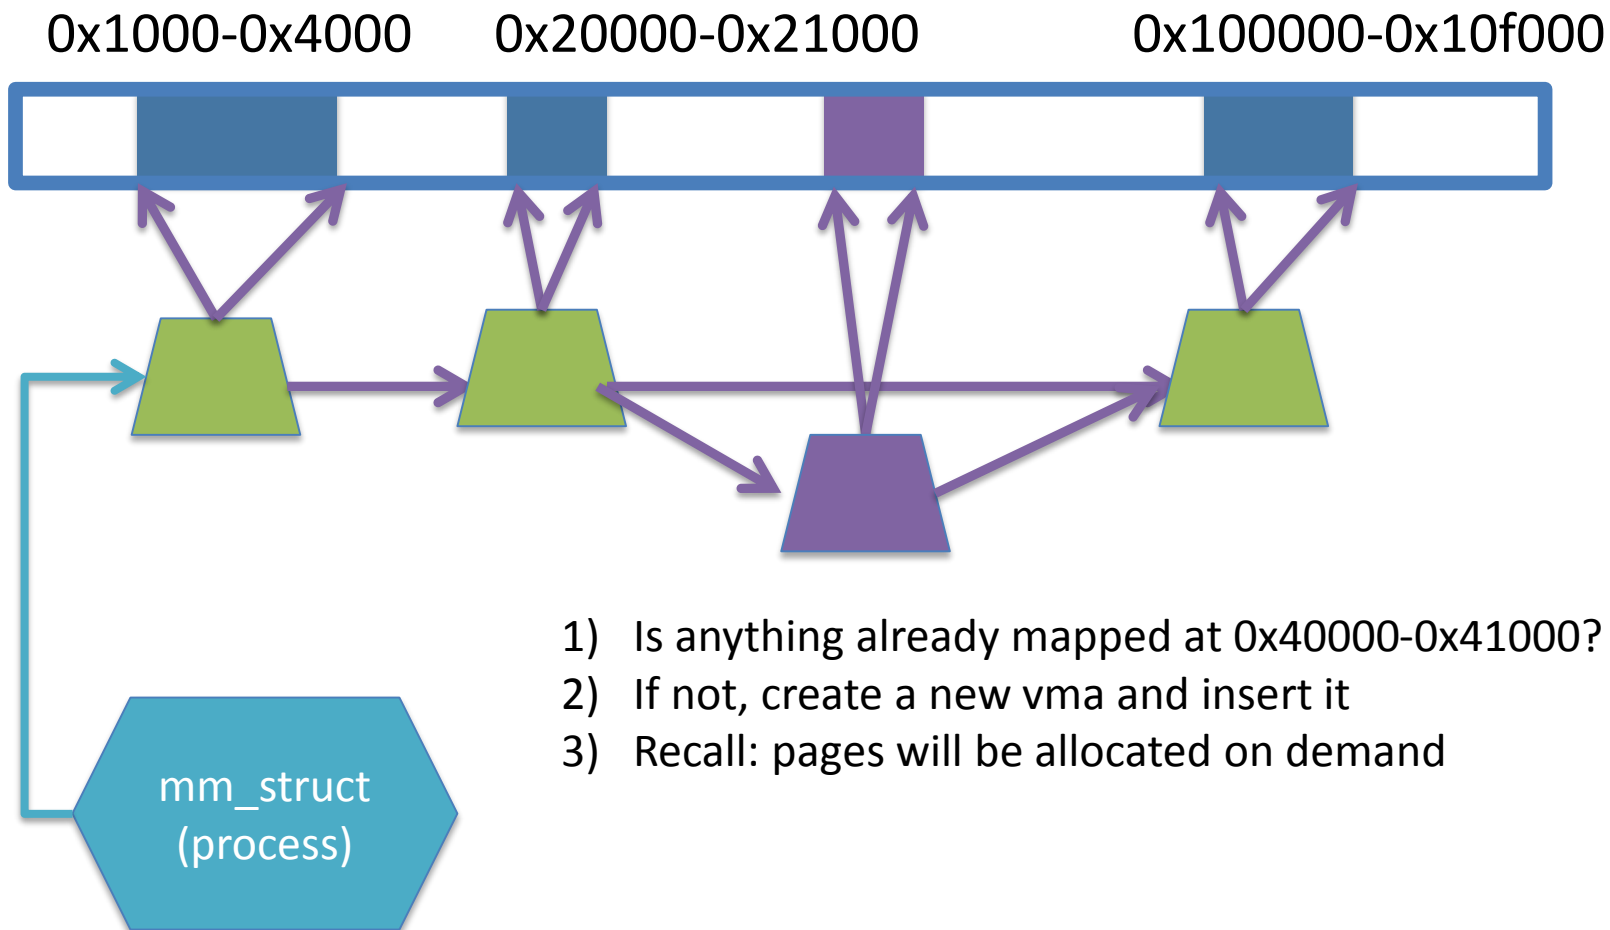 0x1000-0x4000 0x20000-0x21000 0x100000-0x10f000
1) Is anything already mapped at 0x40000-0x41000?
2) If not, create a new vma and insert it
3) Recall: pages will be allocated on demand
mm_struct
(process)